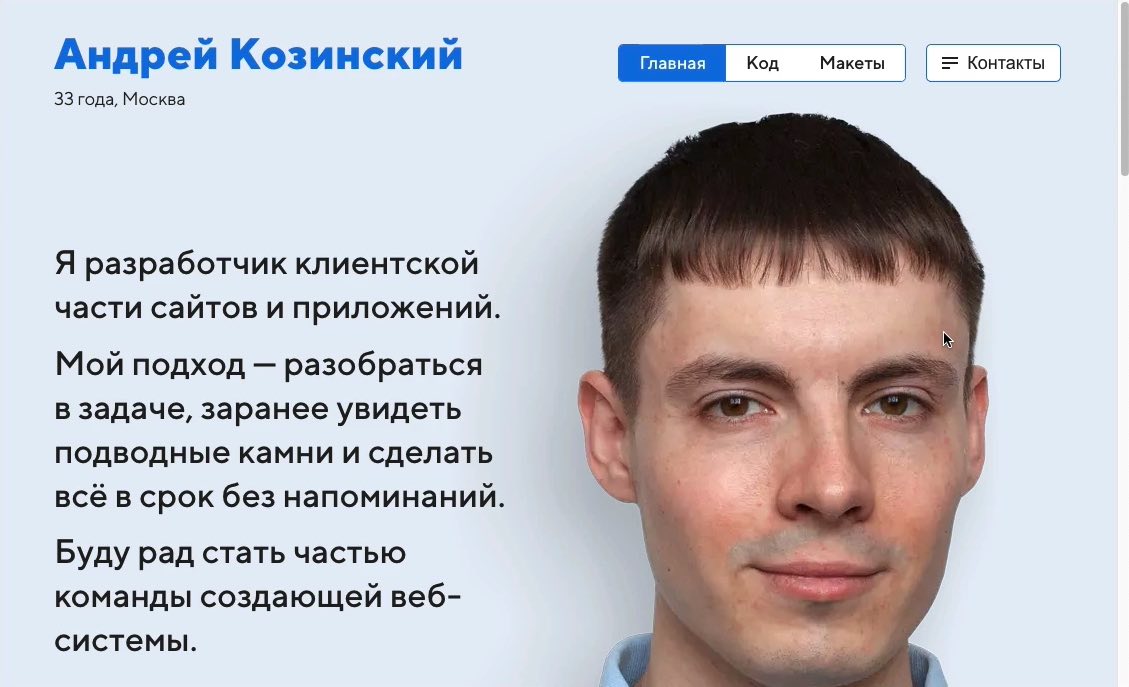 Андрей Козинский
33 года, Москва
Главная
Код
Макеты
Контакты
Я разработчик клиентской
части сайтов и приложений.
Мой подход — разобраться
в задаче, заранее увидеть
подводные камни и сделать
всё в срок без напоминаний.
Буду рад стать частью
команды создающей веб-
системы.